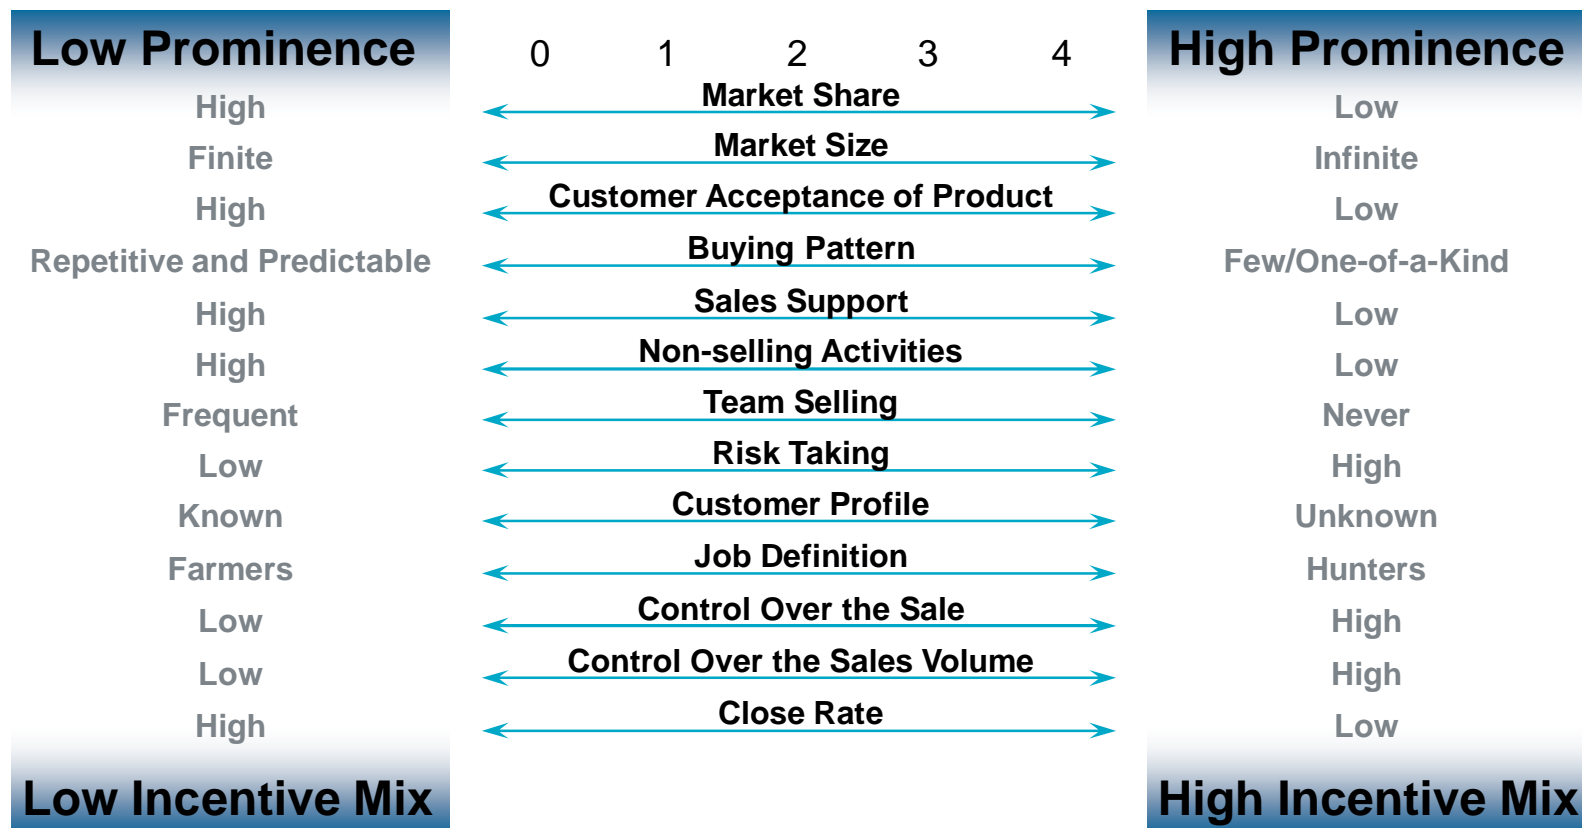 Low Prominence 0 1 2 3 4 High Prominence
High Market Share Low
Finite Market Size Infinite
High Customer Acceptance of Product Low
Repetitive and Predictable Buying Pattern Few/One-of-a-Kind
High Sales Support Low
High Non-selling Activities Low
Frequent Team Selling Never
Low Risk Taking High
Known Customer Profile Unknown
Farmers Job Definition Hunters
Low Control Over the Sale High
Low Control Over the Sales Volume High
High Close Rate Low
Low Incentive Mix High Incentive Mix